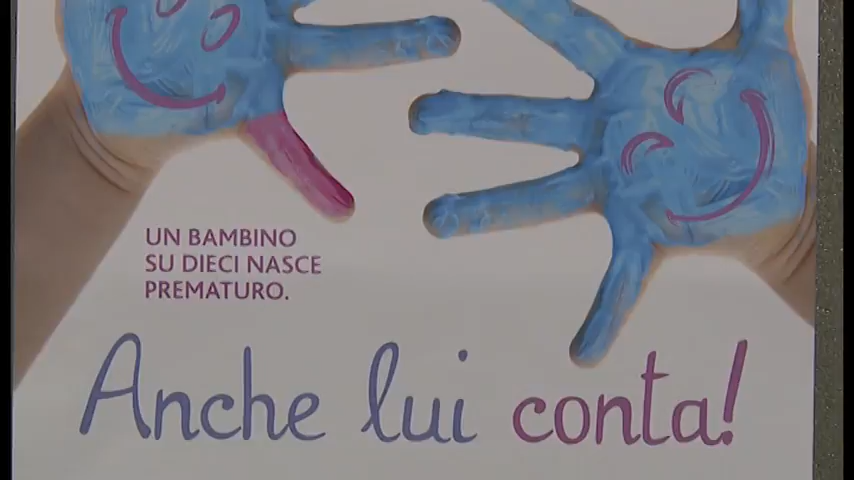 UN BAMBINO
SU DIECI NASCE
PREMATURO.
Anche lui conta!